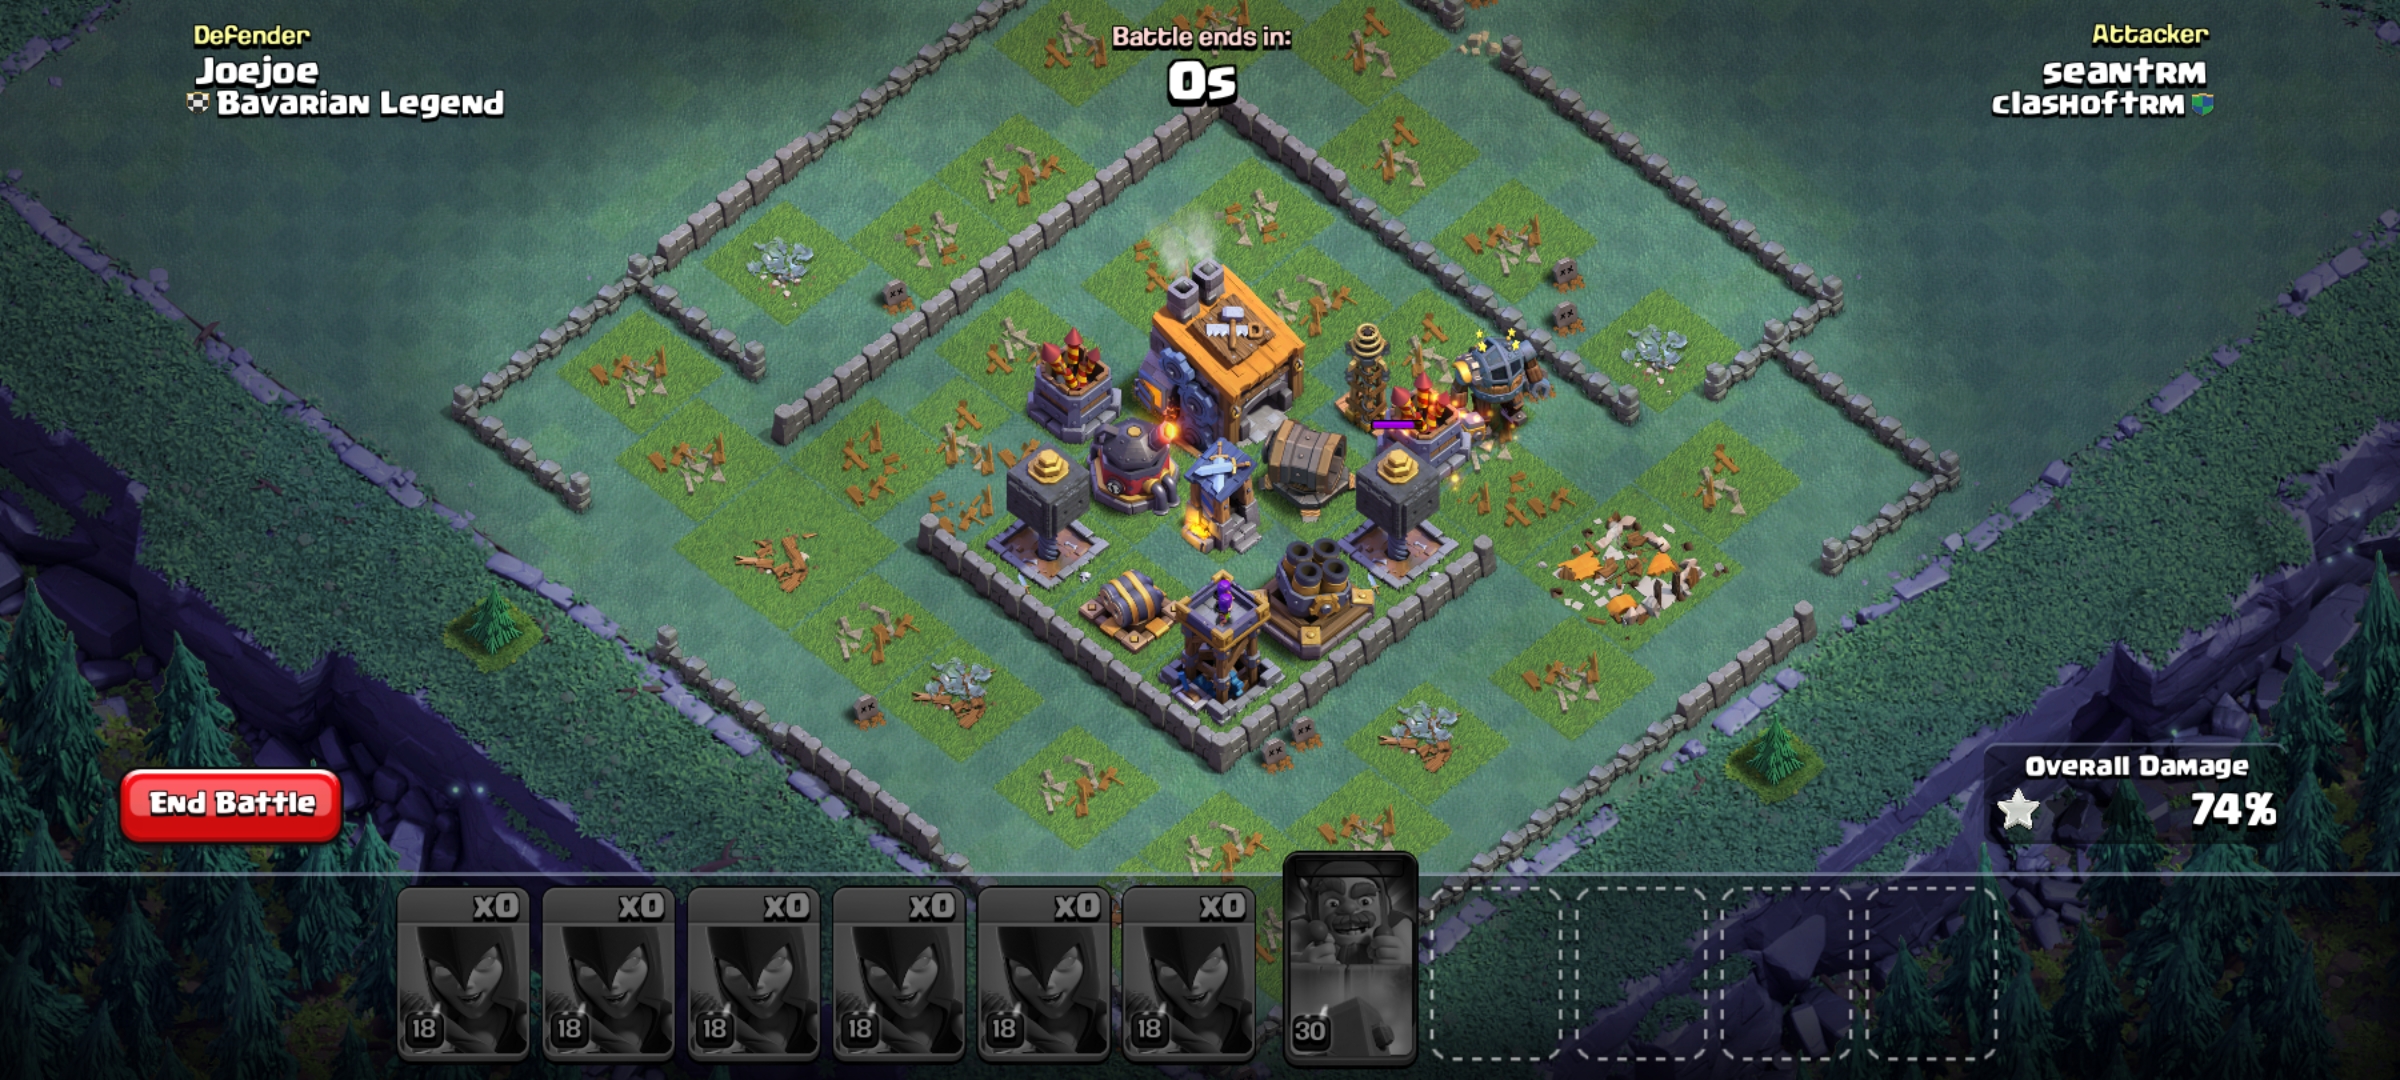 Defender
Joejoe
Bavarian Legend
Battle ends in:
0s
Attacker
seantRM
clashoftRM
End Battle
Overall Damage
74%
x0
x0
x0
x0
x0
x0
18
18
18
18
18
18
30